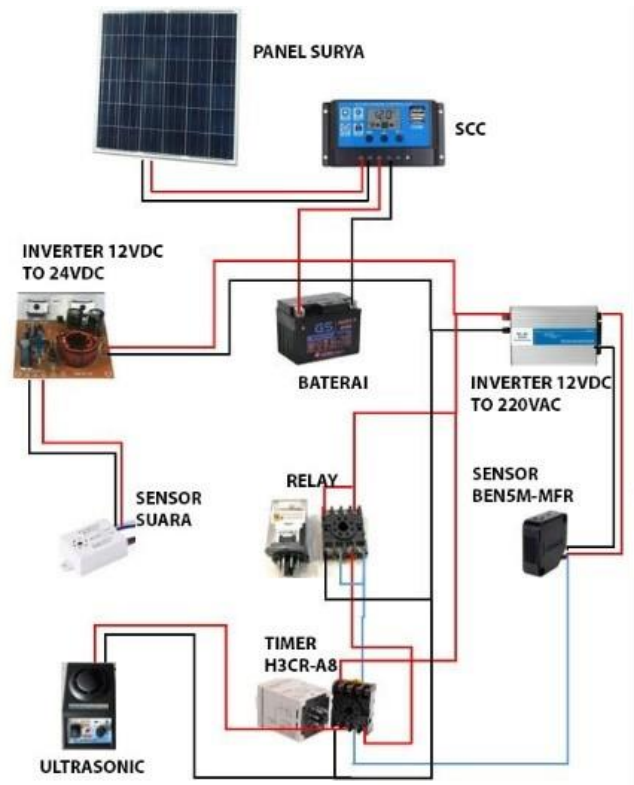 PANEL SURYA
SCC
INVERTER 12VDC
TO 24VDC
GS
BATERAI
INVERTER 12VDC
TO 220VAC
RELAY
SENSOR
BEN5M-MFR
SENSOR
SUARA
TIMER
H3CR-A8
ULTRASONIC